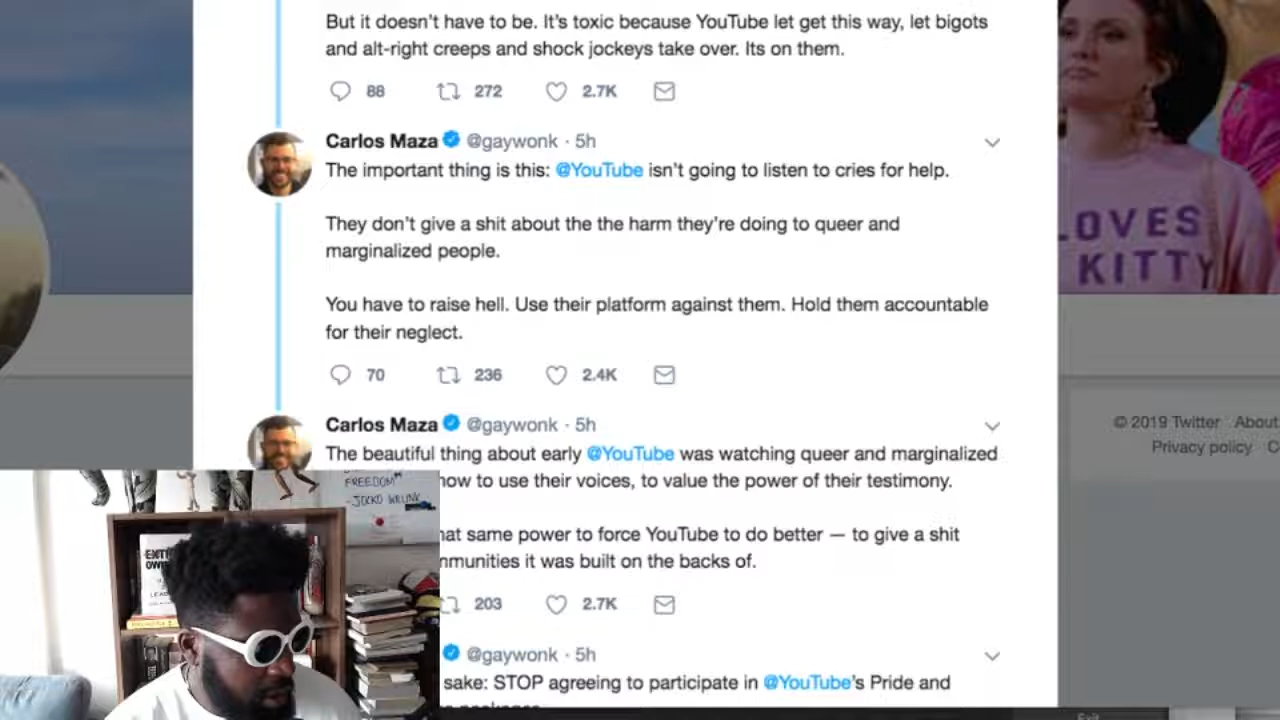 But it doesn't have to be. It's toxic because YouTube let get this way, let bigots
and alt-right creeps and shock jockeys take over. Its on them.
88 272 2.7K
Carlos Maza @gaywonk · 5h
The important thing is this: @YouTube isn't going to listen to cries for help.
They don't give a shit about the the harm they're doing to queer and
marginalized people.
You have to raise hell. Use their platform against them. Hold them accountable
for their neglect.
70 236 2.4K
Carlos Maza @gaywonk · 5h
The beautiful thing about early @YouTube was watching queer and marginalized
how to use their voices, to value the power of their testimony.
same power to force YouTube to do better — to give a shit
it was built on the backs of.
203 2.7K
@gaywonk · 5h
sake: STOP agreeing to participate in @YouTube's Pride and
LOVES
KITTY
© 2019 Twitter About
Privacy policy
FREEDOM"
-JOCKO WILLINK